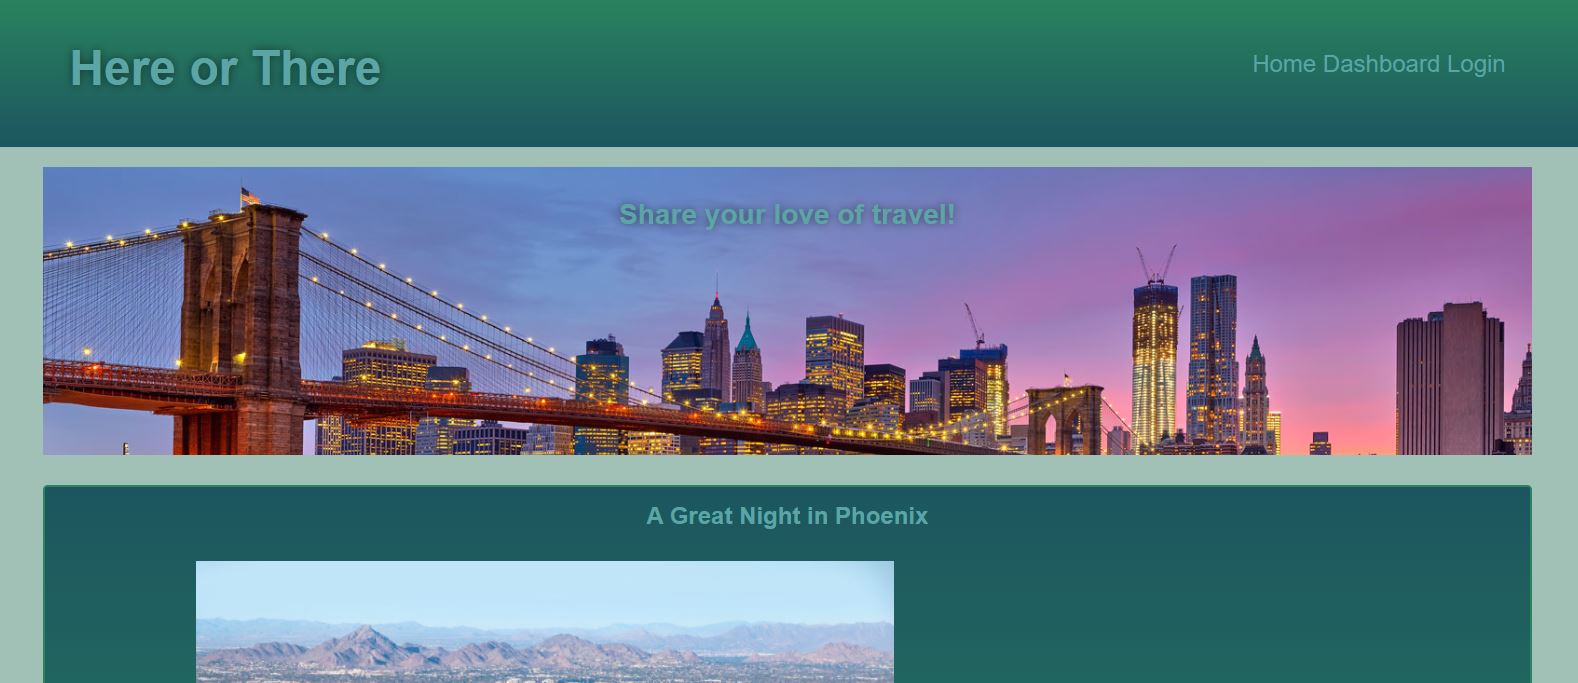 Here or There
Home Dashboard Login
Share your love of travel!
A Great Night in Phoenix